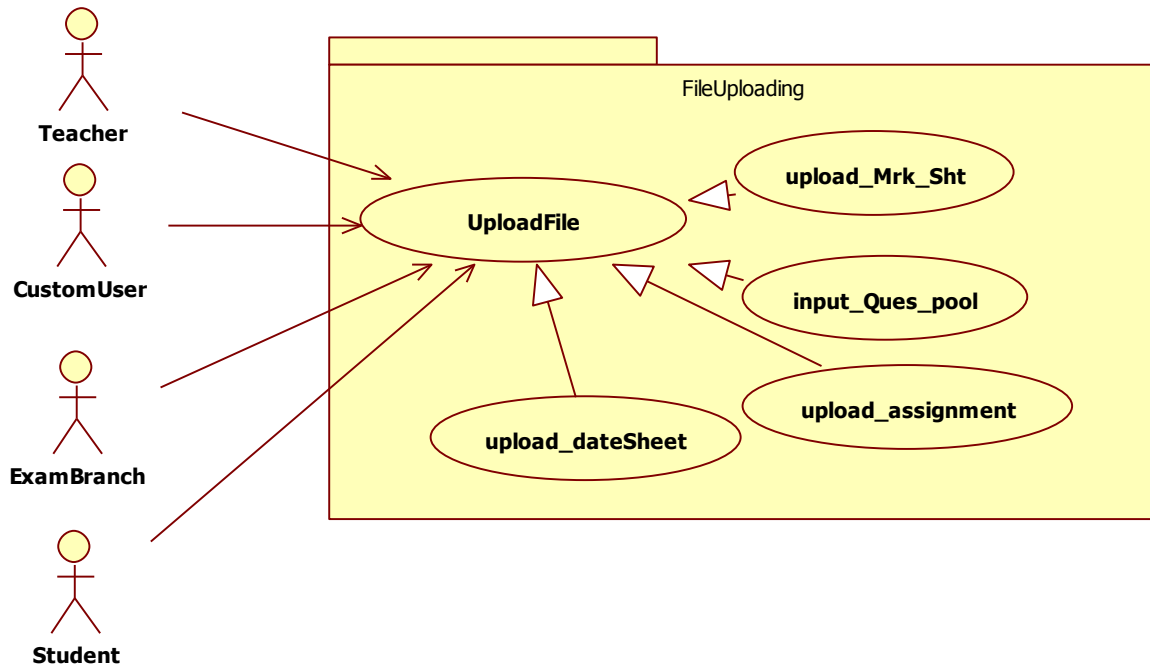 Teacher
CustomUser
ExamBranch
Student
FileUploading
UploadFile
upload_Mrk_Sht
input_Ques_pool
upload_assignment
upload_dateSheet